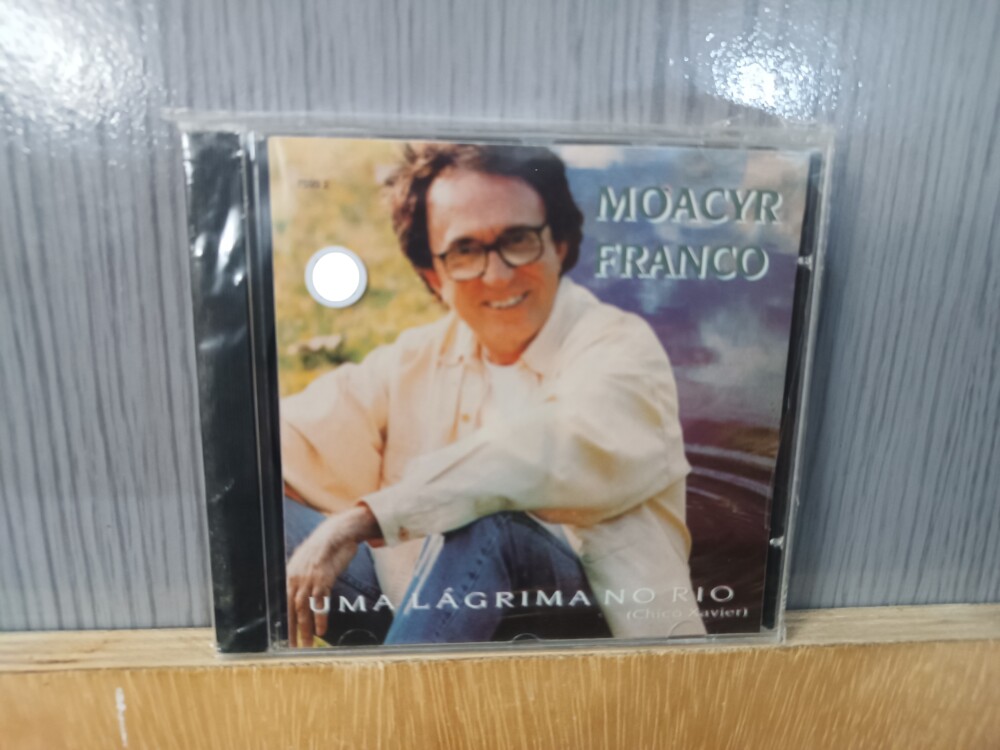 MOACYR
FRANCO
UMA LÁGRIMA NO RIO
(Chico Xavier)